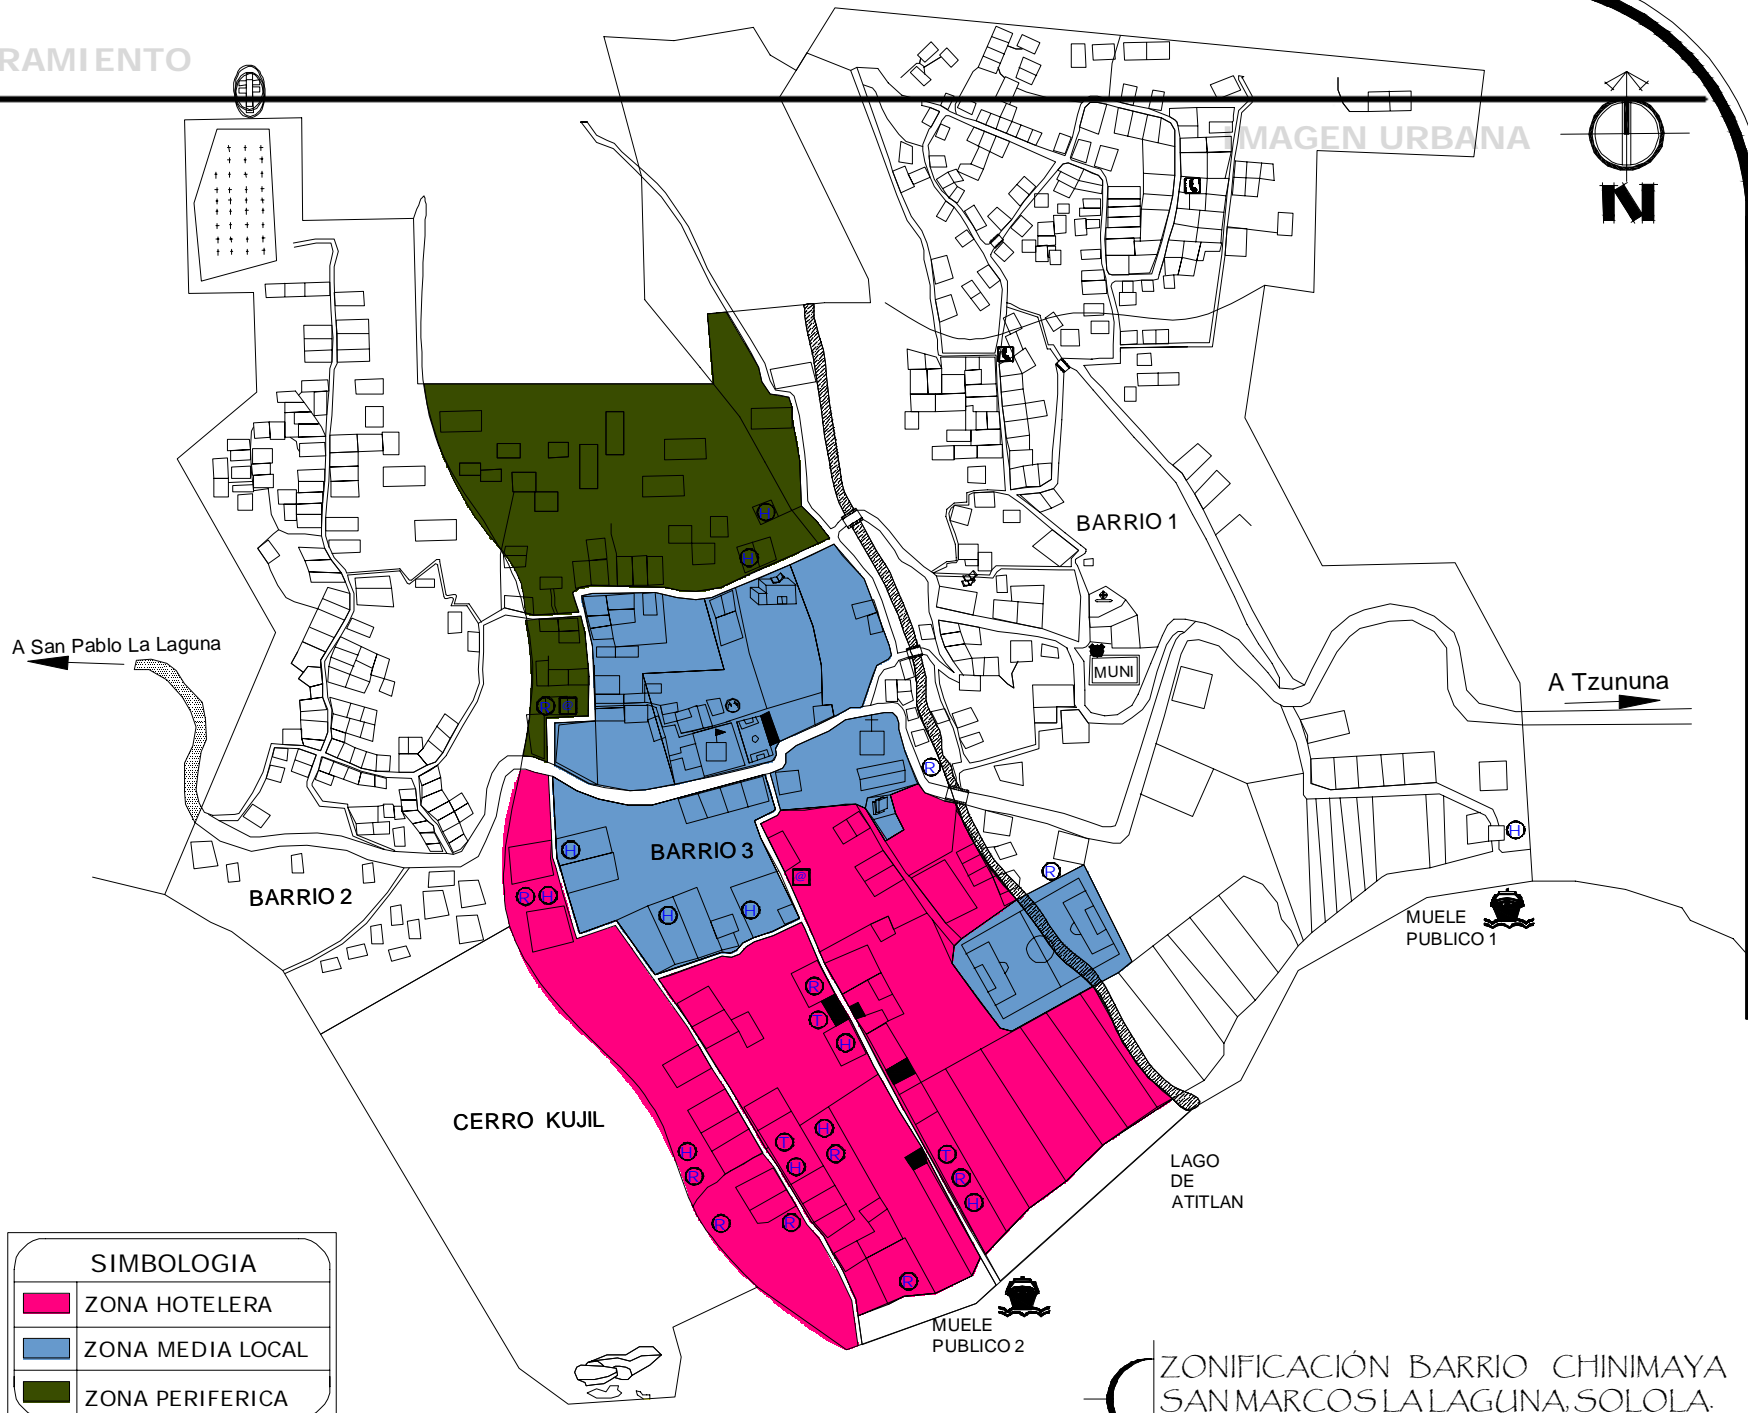 RAMIENTO
IMAGEN URBANA
N
BARRIO 1
A San Pablo La Laguna
MUNI
A Tzununa
BARRIO 3
BARRIO 2
MUELE
PUBLICO 1
CERRO KUJIL
LAGO
DE
ATITLAN
MUELE
PUBLICO 2
SIMBOLOGIA
ZONA HOTELERA
ZONA MEDIA LOCAL
ZONA PERIFERICA
ZONIFICACIÓN BARRIO CHINIMAYA
SAN MARCOS LA LAGUNA, SOLOLA.
H
H
R
R
H
R
H
R
H
H
@
H
R
T
H
H
R
T
H
H
R
T
R
H
R
R
R